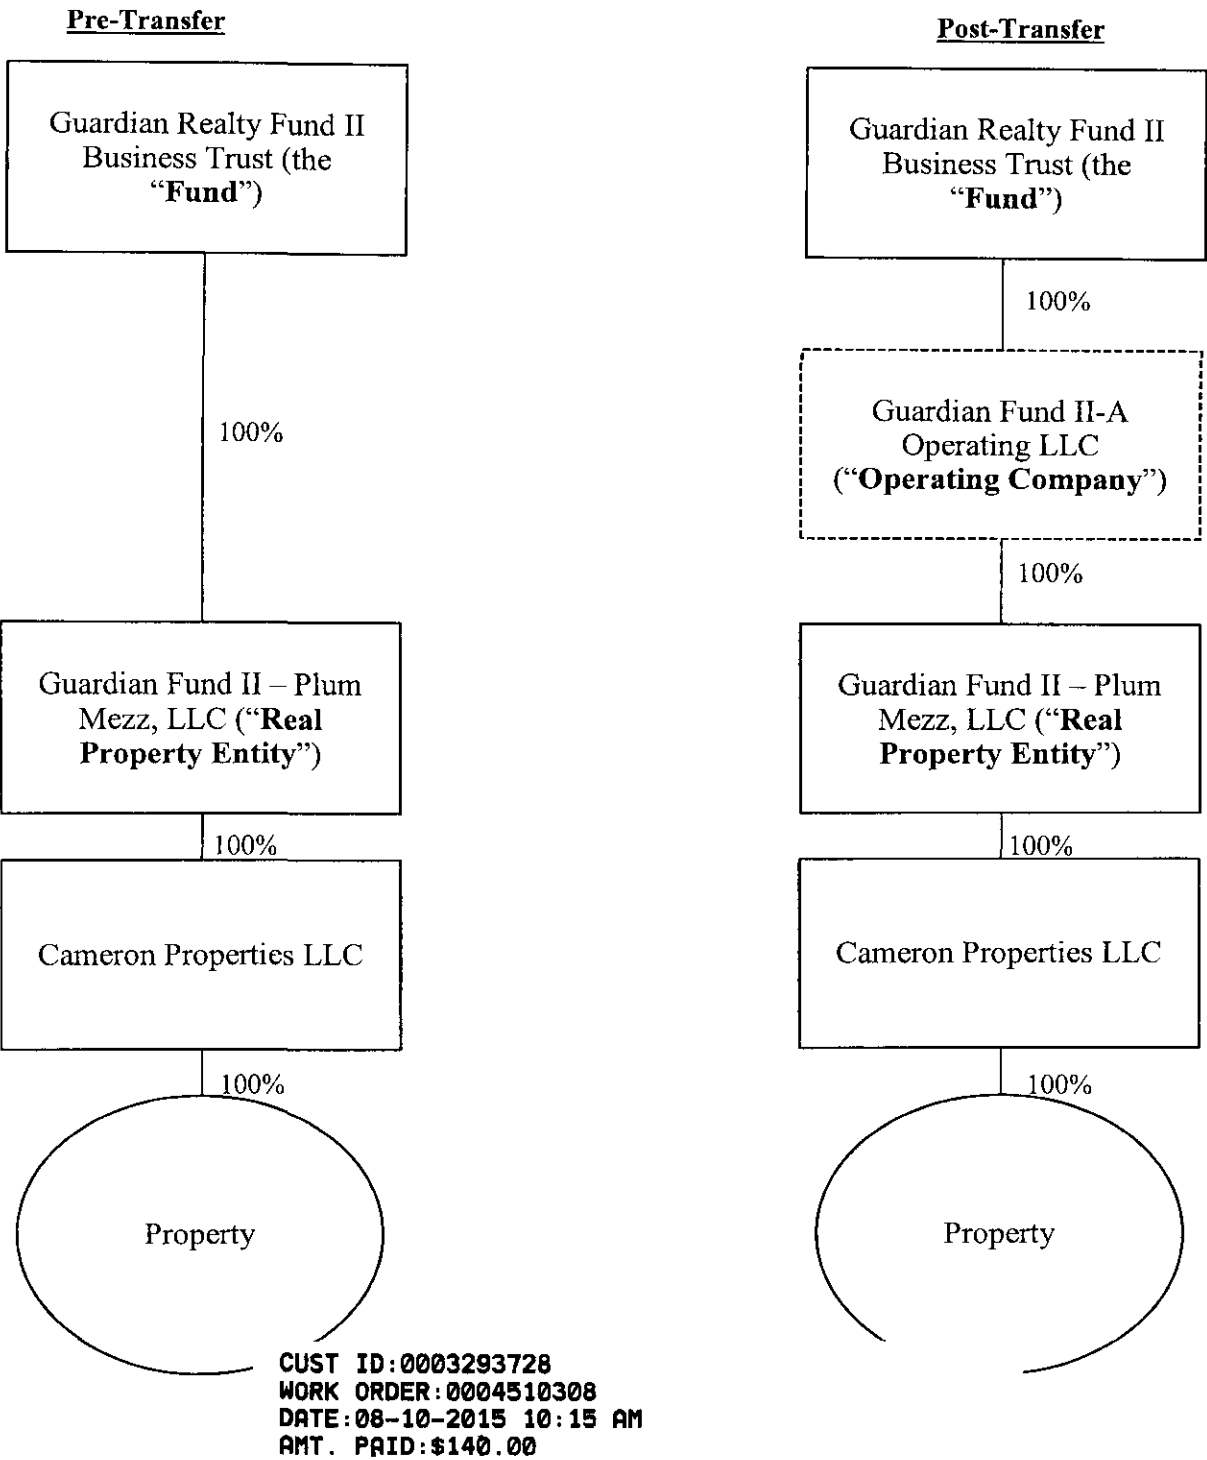 Pre-Transfer
Guardian Realty Fund II
Business Trust (the
“Fund”)
100%
Guardian Fund II – Plum
Mezz, LLC (“Real
Property Entity”)
100%
Cameron Properties LLC
100%
Property
Post-Transfer
Guardian Realty Fund II
Business Trust (the
“Fund”)
100%
Guardian Fund II-A
Operating LLC
(“Operating Company”)
100%
Guardian Fund II – Plum
Mezz, LLC (“Real
Property Entity”)
100%
Cameron Properties LLC
100%
Property
CUST ID:0003293728
WORK ORDER:0004510308
DATE:08-10-2015 10:15 AM
AMT. PAID:$140.00